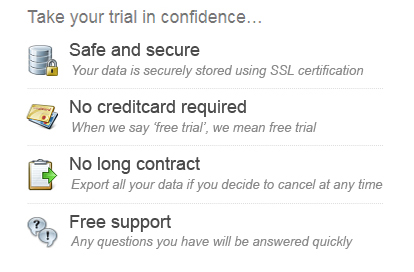 Take your trial in confidence…
Safe and secure
Your data is securely stored using SSL certification
No creditcard required
When we say ‘free trial’, we mean free trial
No long contract
Export all your data if you decide to cancel at any time
Free support
Any questions you have will be answered quickly